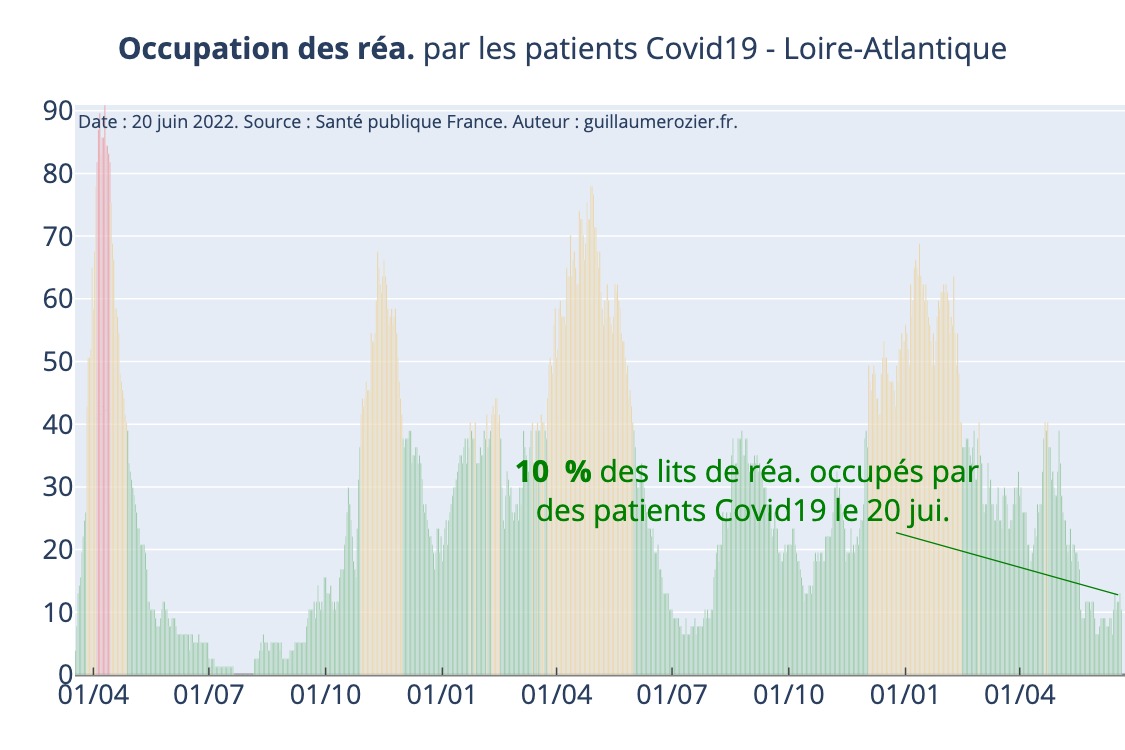 Occupation des réa. par les patients Covid19 - Loire-Atlantique
90
Date : 20 juin 2022. Source : Santé publique France. Auteur : guillaumerozier.fr.
80
70
60
50
40
10 % des lits de réa. occupés par
30
des patients Covid19 le 20 jui.
20
10
0
01/04 01/07 01/10 01/01 01/04 01/07 01/10 01/01 01/04